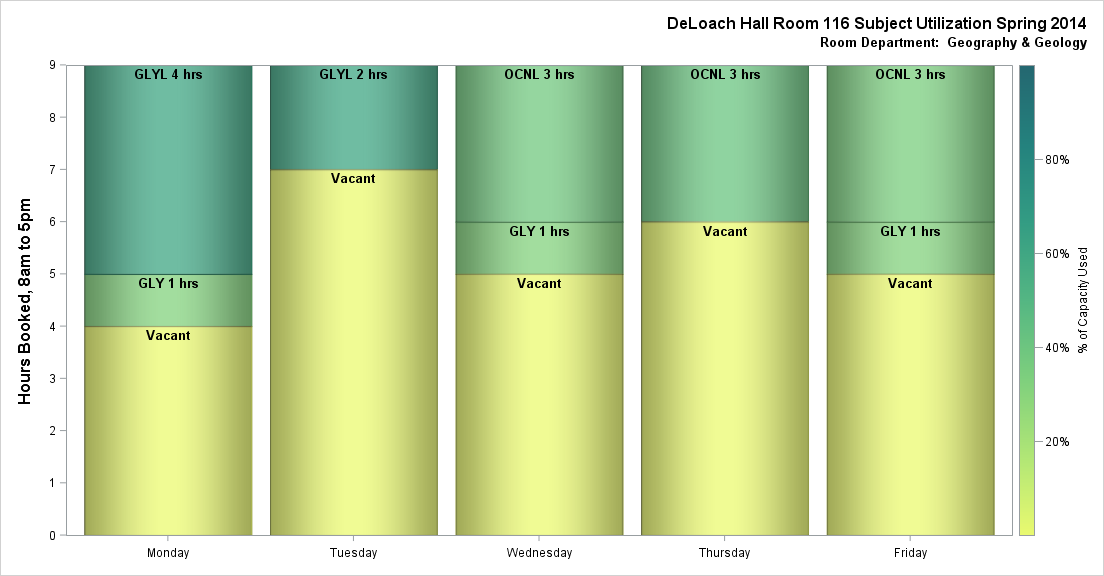 DeLoach Hall Room 116 Subject Utilization Spring 2014
Room Department: Geography & Geology
Hours Booked, 8am to 5pm
9
8
7
6
5
4
3
2
1
0
GLYL 4 hrs
GLY 1 hrs
Vacant
GLYL 2 hrs
Vacant
OCNL 3 hrs
GLY 1 hrs
Vacant
OCNL 3 hrs
Vacant
OCNL 3 hrs
GLY 1 hrs
Vacant
Monday
Tuesday
Wednesday
Thursday
Friday
80%
60%
40%
20%
% of Capacity Used